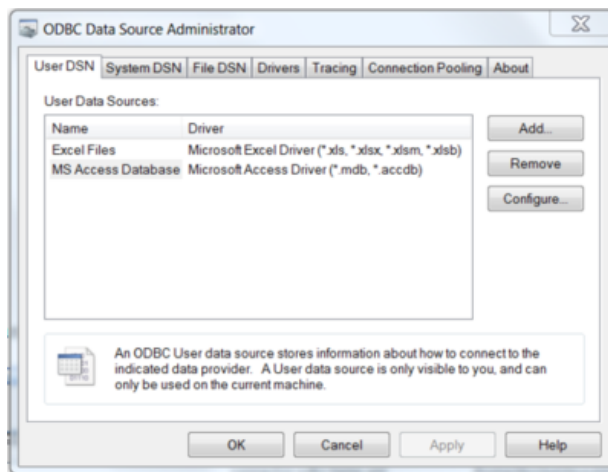 ODBC Data Source Administrator
User DSN System DSN File DSN Drivers Tracing Connection Pooling About
User Data Sources:
Name Driver
Excel Files Microsoft Excel Driver (*.xls, *.xlsx, *.xlsm, *.xlsb)
MS Access Database Microsoft Access Driver (*.mdb, *.accdb)
Add...
Remove
Configure...
An ODBC User data source stores information about how to connect to the
indicated data provider. A User data source is only visible to you, and can
only be used on the current machine.
OK Cancel Apply Help